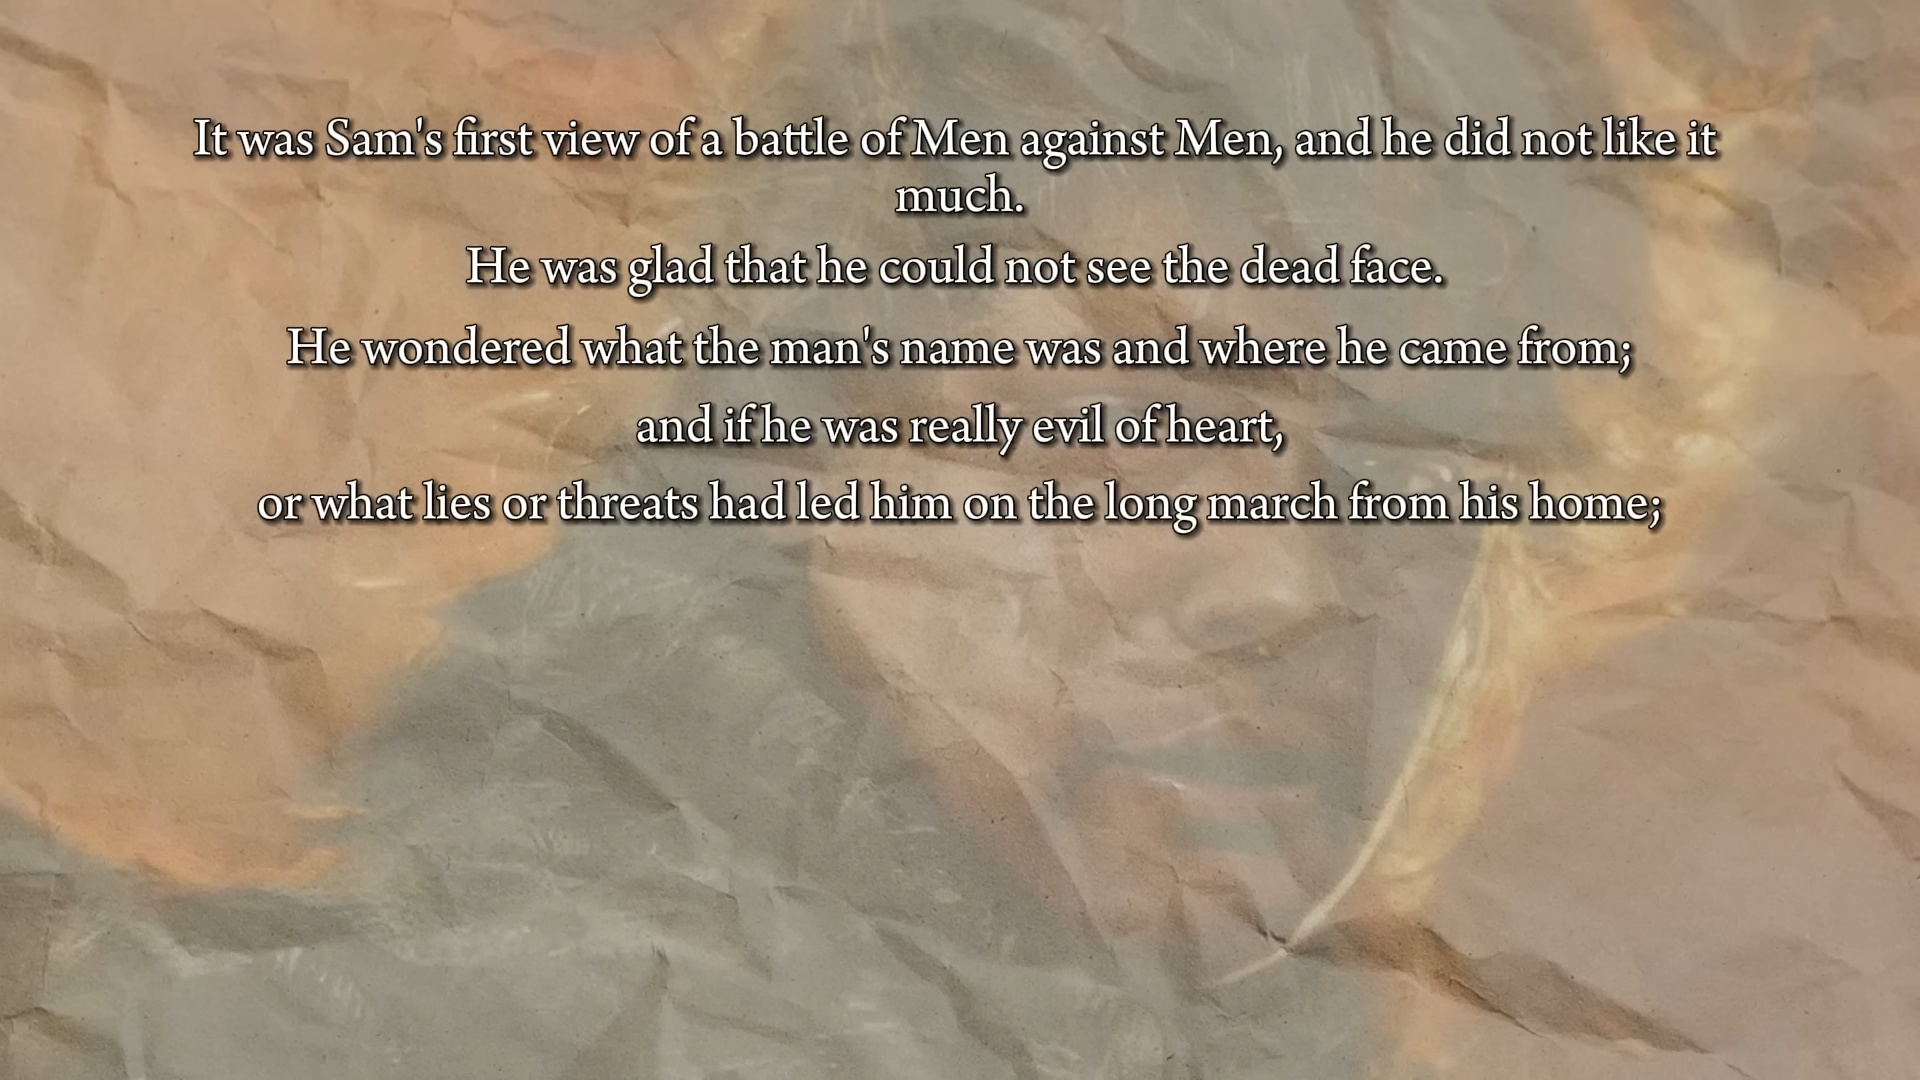 It was Sam's first view of a battle of Men against Men, and he did not like it
much.
He was glad that he could not see the dead face.
He wondered what the man's name was and where he came from;
and if he was really evil of heart,
or what lies or threats had led him on the long march from his home;